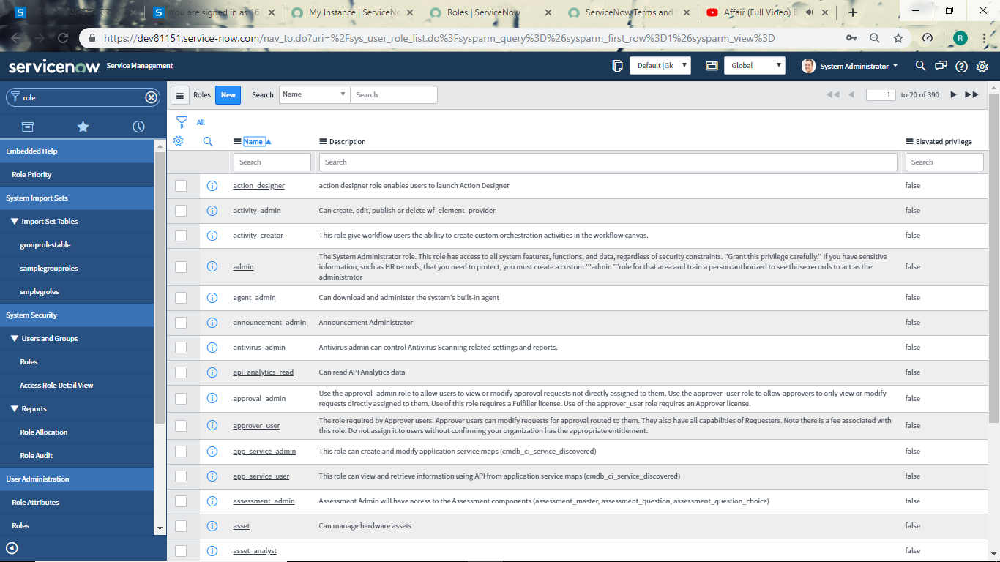 You are signed in as 16
My Instance | ServiceNo
Roles | ServiceNow
ServiceNow Terms and
Affair (Full Video)
https://dev81151.service-now.com/nav_to.do?uri=%2Fsys_user_role_list.do%3Fsysparm_query%3D%26sysparm_first_row%3D1%26sysparm_view%3D
R
servicenow Service Management
Default [Gl
Global
System Administrator
role
Roles
New
Search
Name
Search
1
to 20 of 390
All
Name
Description
Elevated privilege
Search
Search
Search
Embedded Help
Role Priority
System Import Sets
Import Set Tables
grouprolestable
samplegrouproles
smplegroles
System Security
Users and Groups
Roles
Access Role Detail View
Reports
Role Allocation
Role Audit
User Administration
Role Attributes
Roles
action_designer
action designer role enables users to launch Action Designer
false
activity_admin
Can create, edit, publish or delete wf_element_provider
false
activity_creator
This role give workflow users the ability to create custom orchestration activities in the workflow canvas.
false
admin
The System Administrator role. This role has access to all system features, functions, and data, regardless of security constraints. "Grant this privilege carefully." If you have sensitive
information, such as HR records, that you need to protect, you must create a custom '''admin '''role for that area and train a person authorized to see those records to act as the
administrator
false
agent_admin
Can download and administer the system's built-in agent
false
announcement_admin
Announcement Administrator
false
antivirus_admin
Antivirus admin can control Antivirus Scanning related settings and reports.
false
api_analytics_read
Can read API Analytics data
false
approval_admin
Use the approval_admin role to allow users to view or modify approval requests not directly assigned to them. Use the approver_user role to allow approvers to only view or modify
requests directly assigned to them. Use of this role requires a Fulfiller license. Use of the approver_user role requires an Approver license.
false
approver_user
The role required by Approver users. Approver users can modify requests for approval routed to them. They also have all capabilities of Requesters. Note there is a fee associated with
this role. Do not assign it to users without confirming your organization has the appropriate entitlement.
false
app_service_admin
This role can create and modify application service maps (cmdb_ci_service_discovered)
false
app_service_user
This role can view and retrieve information using API from application service maps (cmdb_ci_service_discovered)
false
assessment_admin
Assessment Admin will have access to the Assessment components (assessment_master, assessment_question, assessment_question_choice)
false
asset
Can manage hardware assets
false
asset_analyst
false